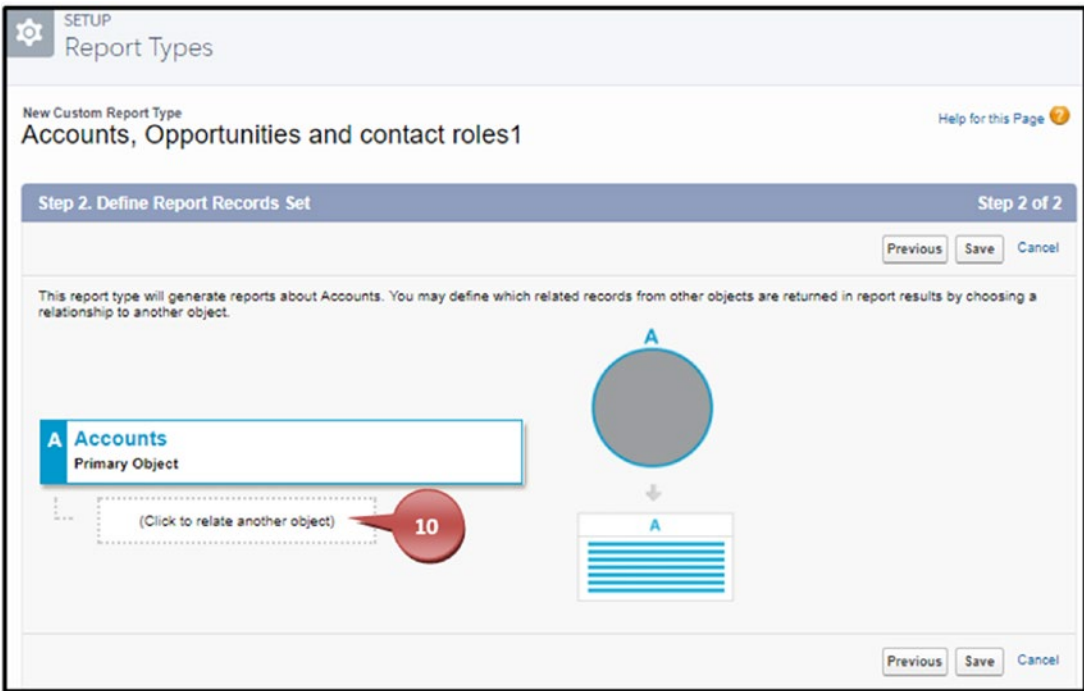 SETUP
Report Types
New Custom Report Type
Help for this Page ?
Accounts, Opportunities and contact roles1
Step 2. Define Report Records Set Step 2 of 2
Previous Save Cancel
This report type will generate reports about Accounts. You may define which related records from other objects are returned in report results by choosing a
relationship to another object.
A
A Accounts
Primary Object
(Click to relate another object) 10
A
Previous Save Cancel